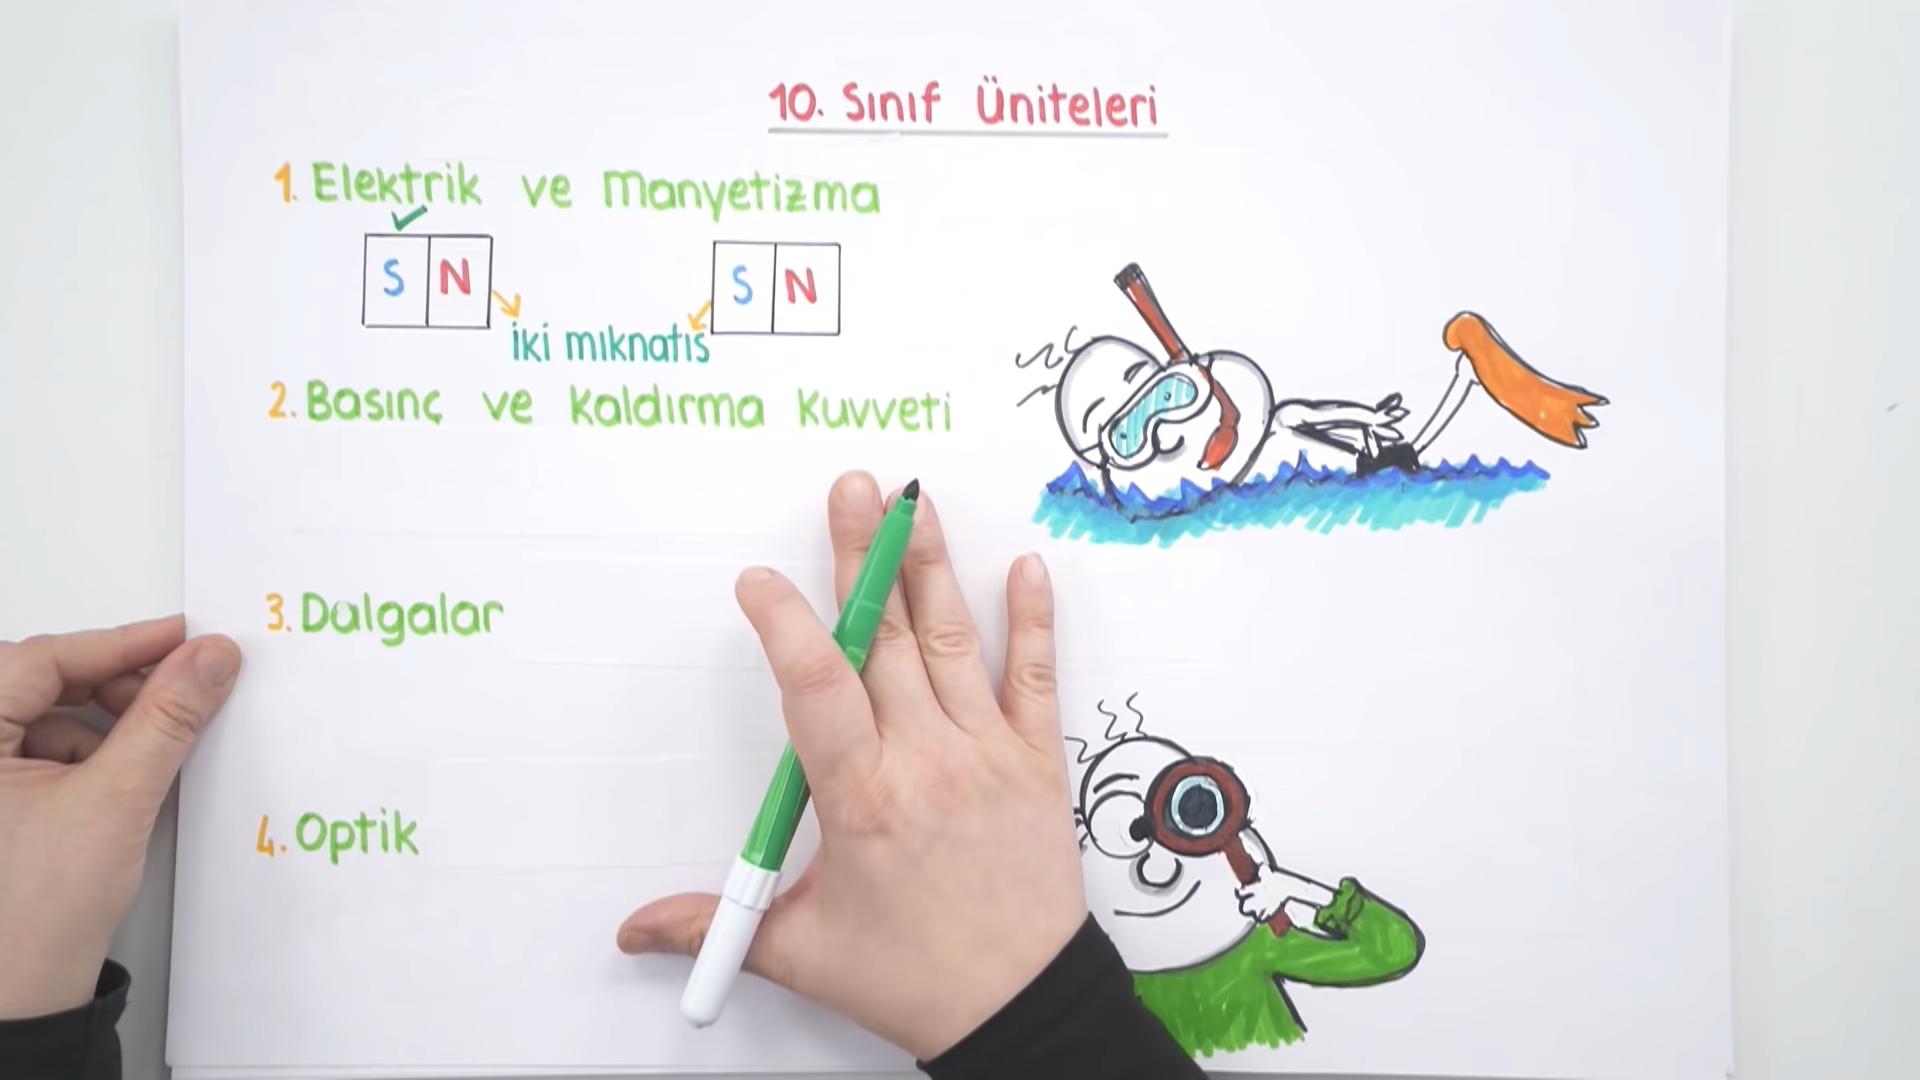 10. Sınıf Üniteleri
1. Elektrik ve Manyetizma
S N S N
iki mıknatıs
2. Basınç ve Kaldırma Kuvveti
3. Dalgalar
4. Optik